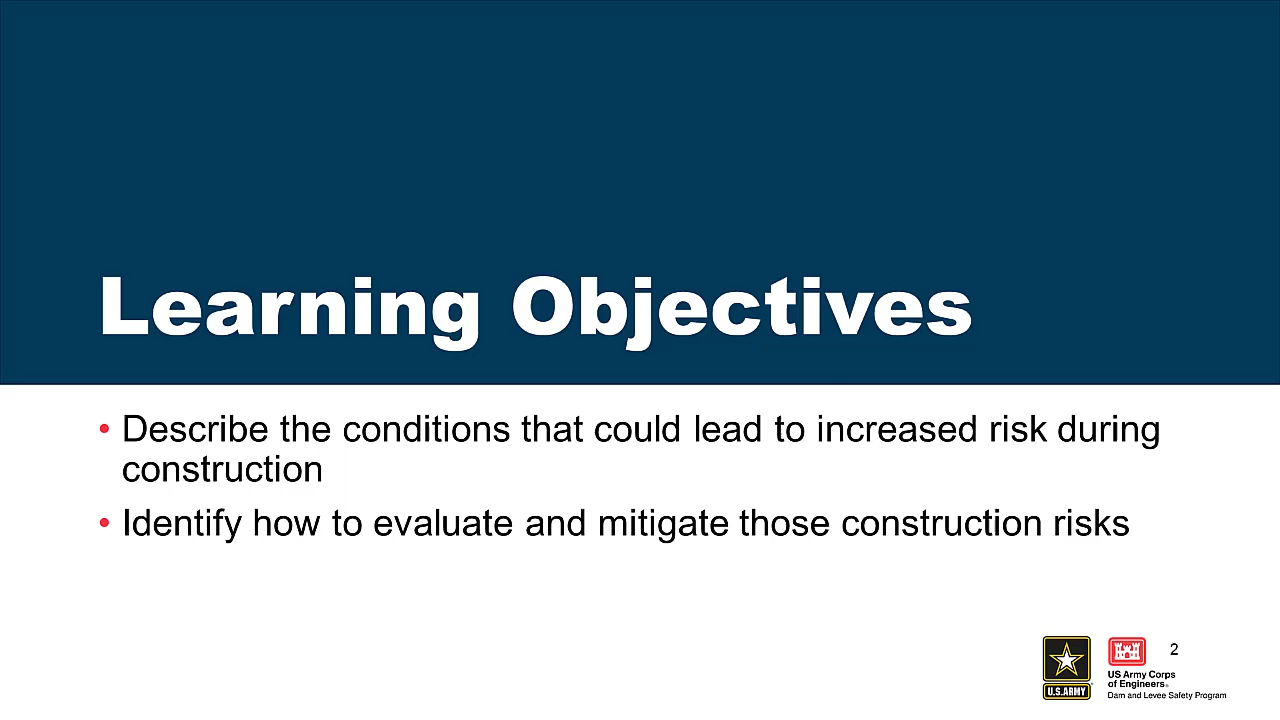 Learning Objectives
• Describe the conditions that could lead to increased risk during
construction
• Identify how to evaluate and mitigate those construction risks
2
U.S.ARMY
US Army Corps
of Engineers®
Dam and Levee Safety Program